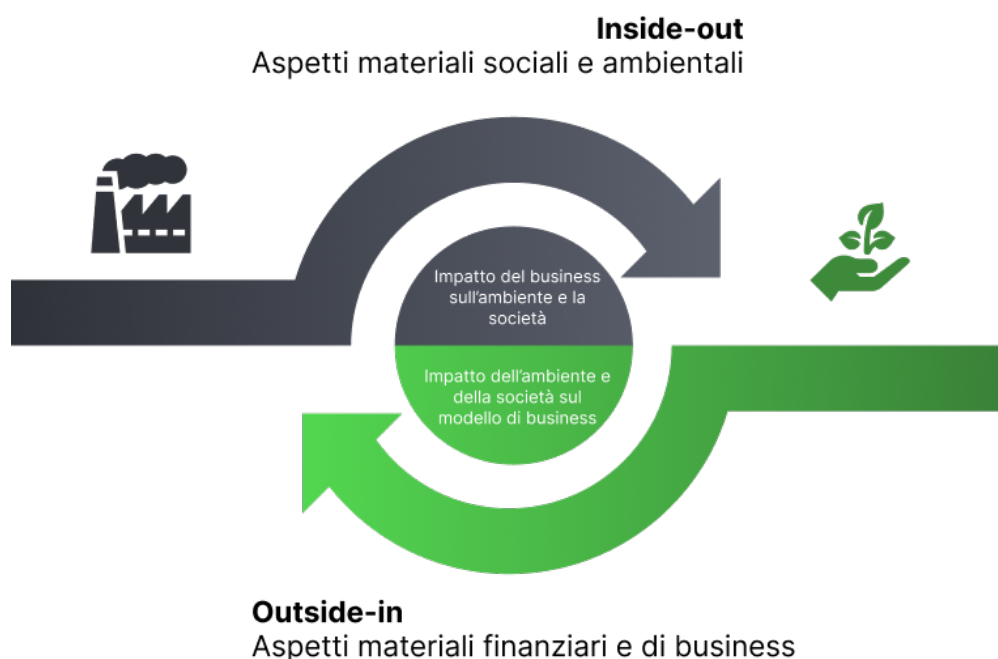 Inside-out
Aspetti materiali sociali e ambientali
Impatto del business
sull'ambiente e la
società
Impatto dell'ambiente e
della società sul
modello di business
Outside-in
Aspetti materiali finanziari e di business